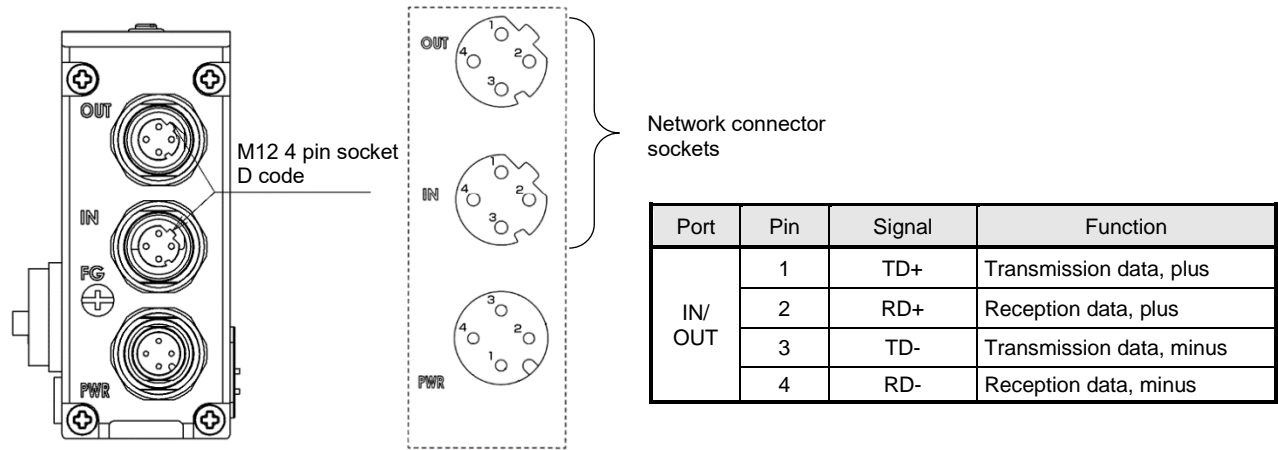 OUT
IN
FG
PWR
M12 4 pin socket
D code
OUT
1
4
2
3
IN
1
4
2
3
3
4
2
1
PWR
Network connector
sockets
Port Pin Signal Function
IN/
OUT
1 TD+ Transmission data, plus
2 RD+ Reception data, plus
3 TD- Transmission data, minus
4 RD- Reception data, minus